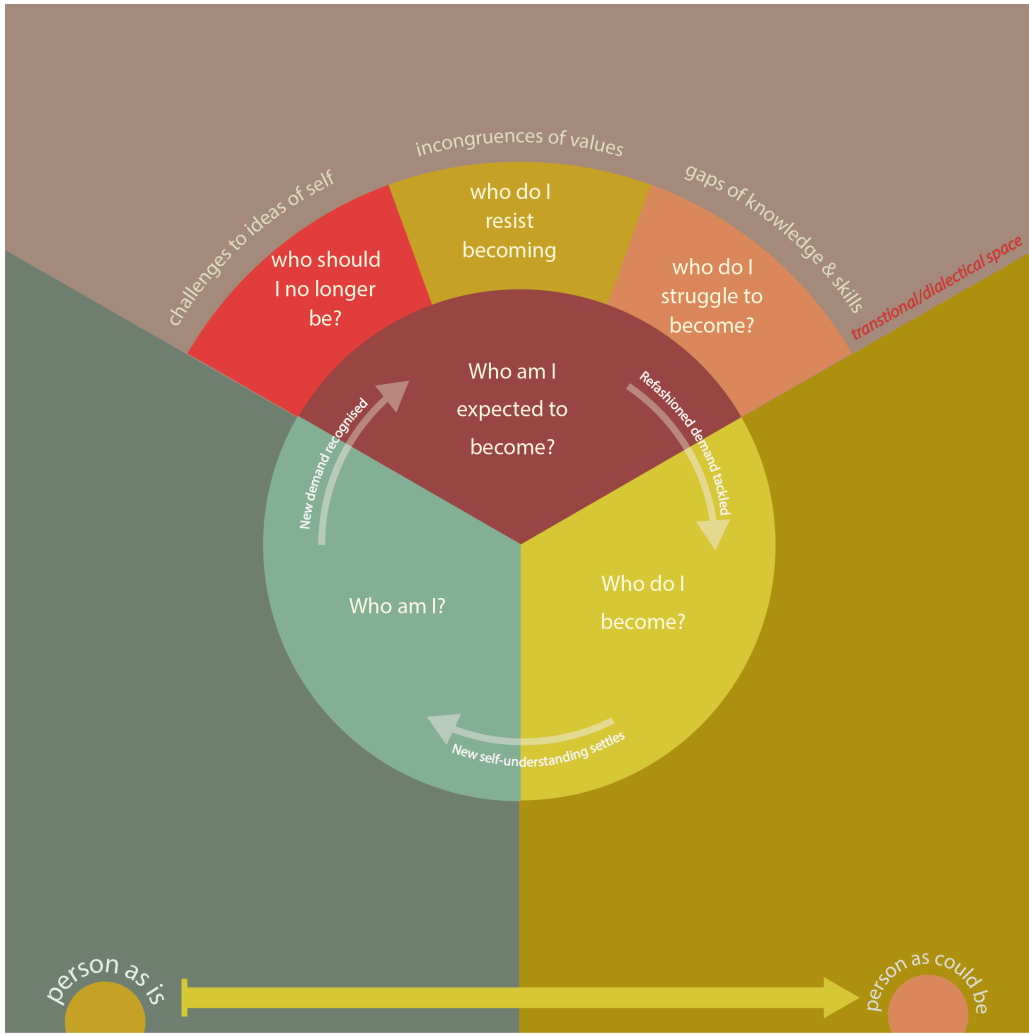 incongruences of values
challenges to ideas of self
gaps of knowledge & skills
transtional/dialectical space
who should
I no longer
be?
who do I
resist
becoming
who do I
struggle to
become?
Who am I
expected to
become?
New demand recognised
Refashioned demand tackled
Who am I?
Who do I
become?
New self-understanding settles
person as is
person as could be